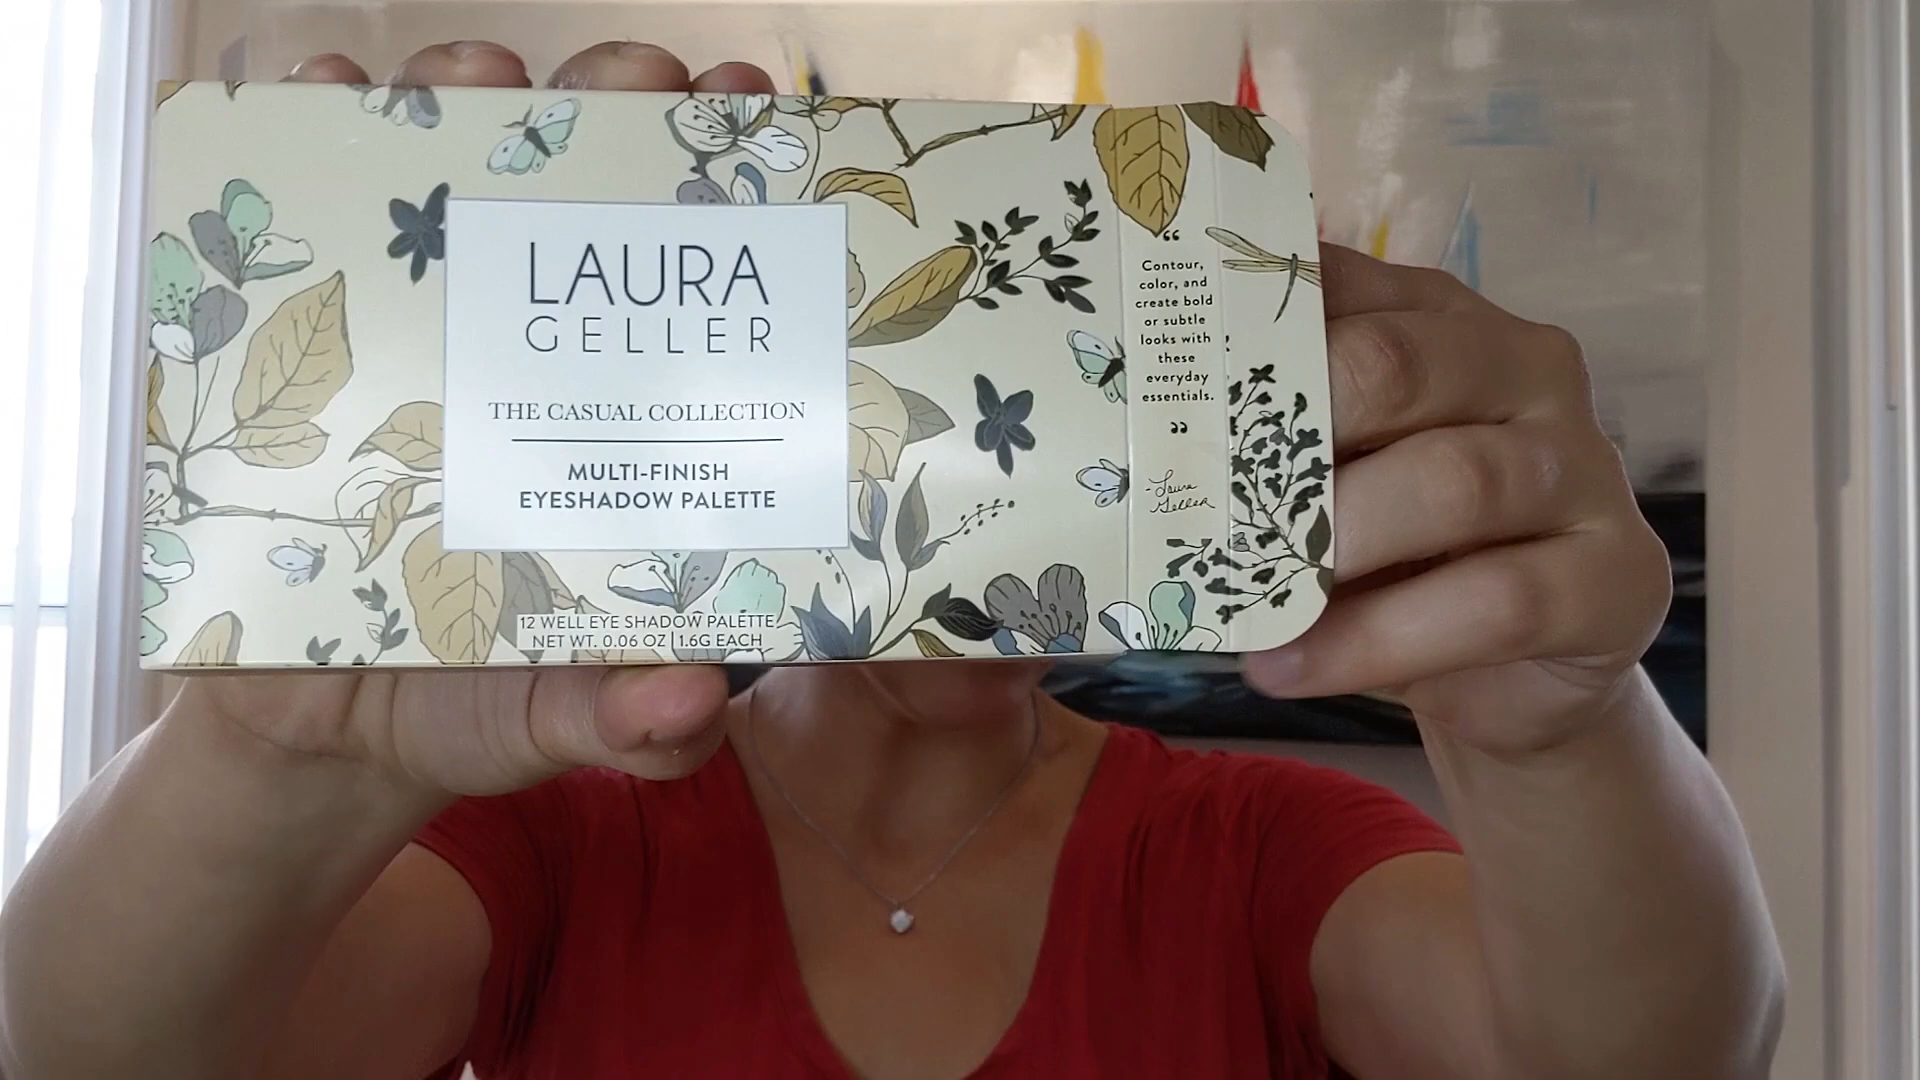 LAURA
GELLER
THE CASUAL COLLECTION
MULTI-FINISH
EYESHADOW PALETTE
12 WELL EYE SHADOW PALETTE
NET WT. 0.06 OZ | 1.6G EACH
“
Contour,
color, and
create bold
or subtle
looks with
these
everyday
essentials.
”
-Laura
Geller